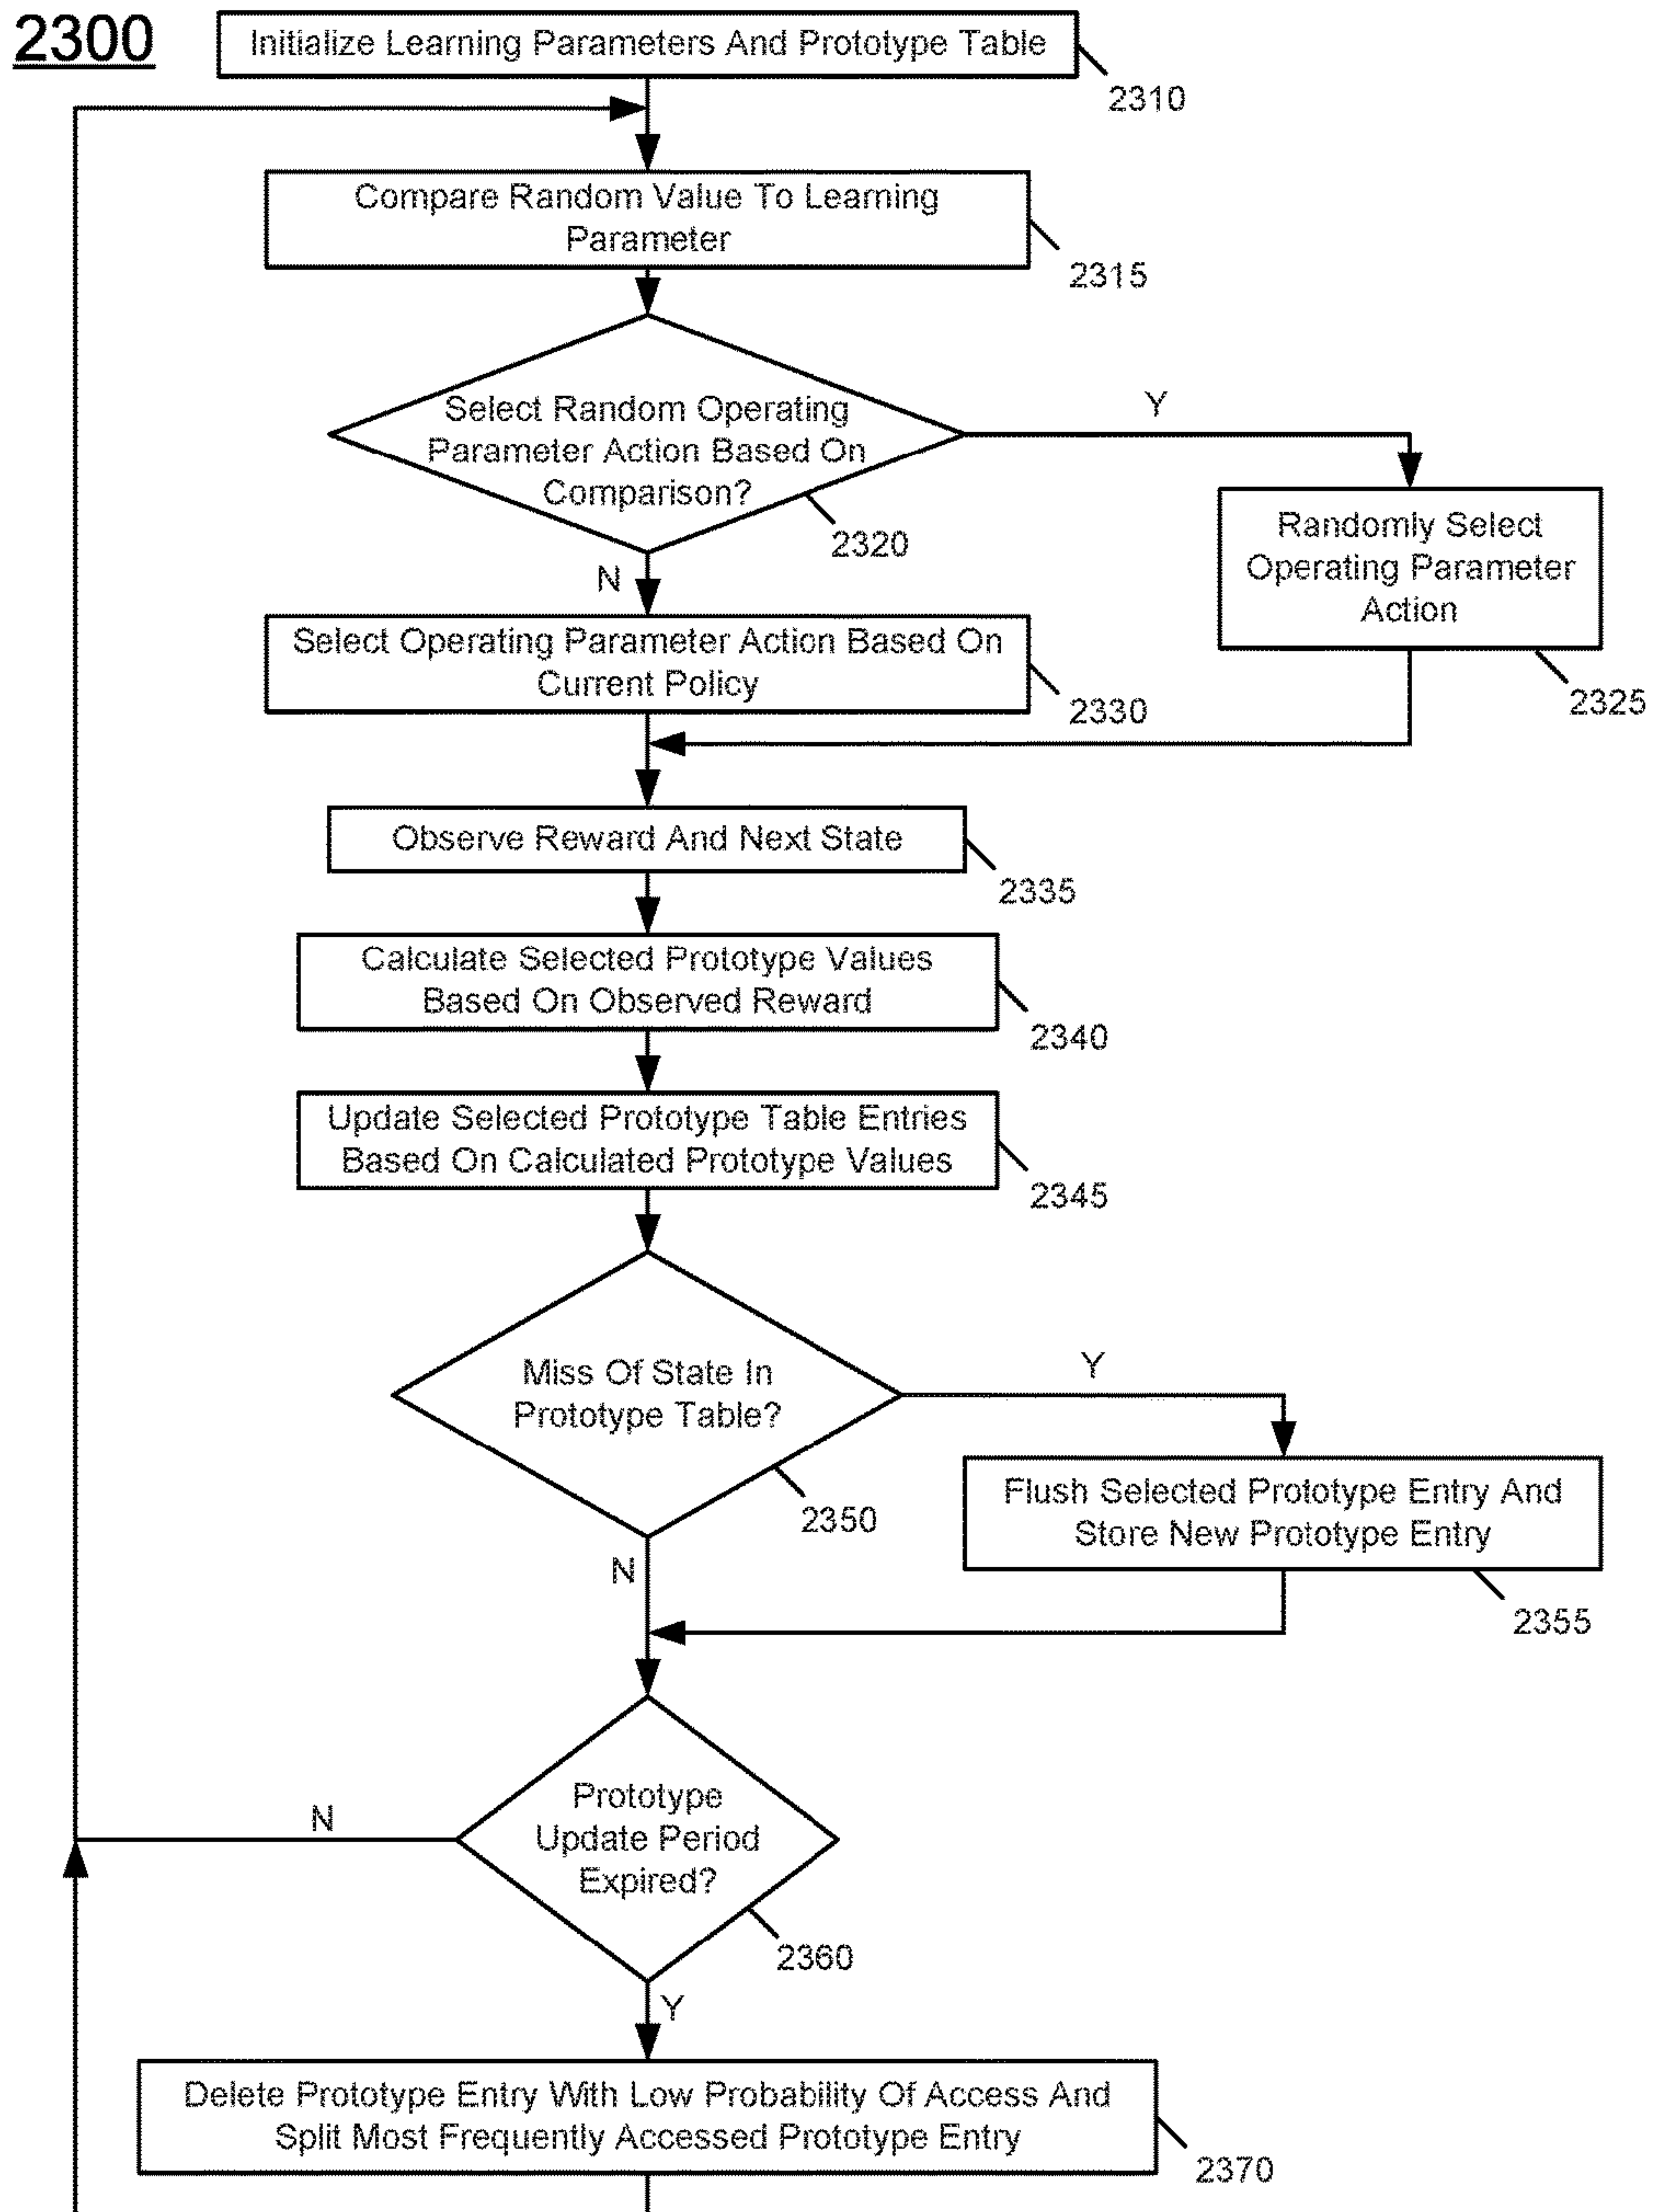 2300
Initialize Learning Parameters And Prototype Table
2310
Compare Random Value To Learning
Parameter
2315
Select Random Operating
Parameter Action Based On
Comparison?
2320
Y
N
Randomly Select
Operating Parameter
Action
2325
Select Operating Parameter Action Based On
Current Policy
2330
Observe Reward And Next State
2335
Calculate Selected Prototype Values
Based On Observed Reward
2340
Update Selected Prototype Table Entries
Based On Calculated Prototype Values
2345
Miss Of State In
Prototype Table?
2350
Y
N
Flush Selected Prototype Entry And
Store New Prototype Entry
2355
Prototype
Update Period
Expired?
2360
N
Y
Delete Prototype Entry With Low Probability Of Access And
Split Most Frequently Accessed Prototype Entry
2370